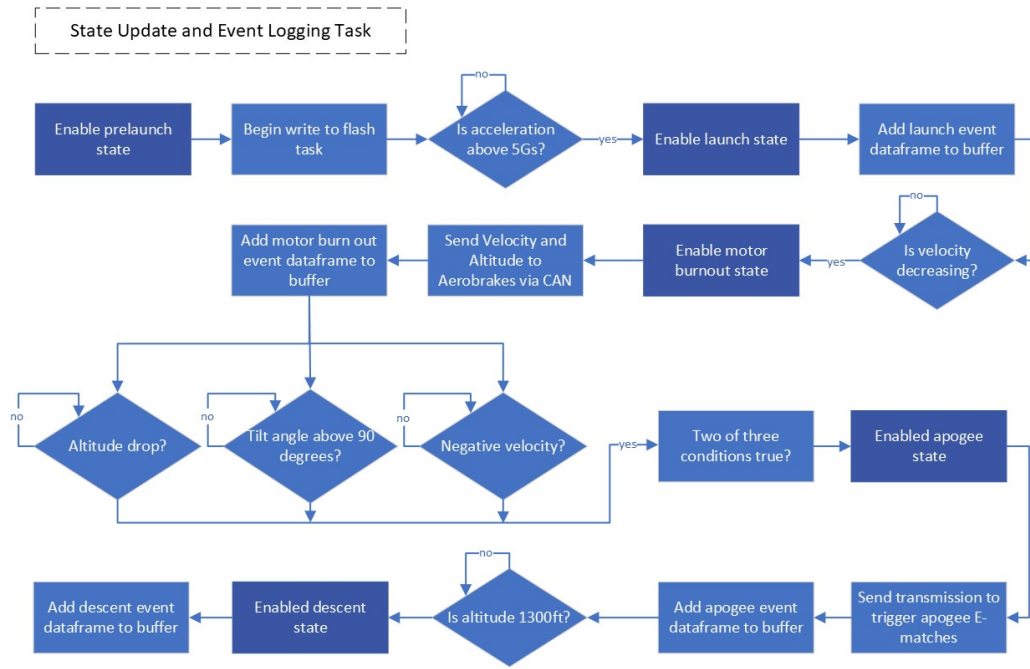 State Update and Event Logging Task
Enable prelaunch
state
Begin write to flash
task
no
Is acceleration
above 5Gs?
yes
Enable launch state
Add launch event
dataframe to buffer
no
Is velocity
decreasing?
yes
Enable motor
burnout state
Send Velocity and
Altitude to
Aerobrakes via CAN
Add motor burn out
event dataframe to
buffer
no
Altitude drop?
no
Tilt angle above 90
degrees?
no
Negative velocity?
yes
Two of three
conditions true?
Enabled apogee
state
Send transmission to
trigger apogee E-
matches
Add apogee event
dataframe to buffer
no
Is altitude 1300ft?
Enabled descent
state
Add descent event
dataframe to buffer